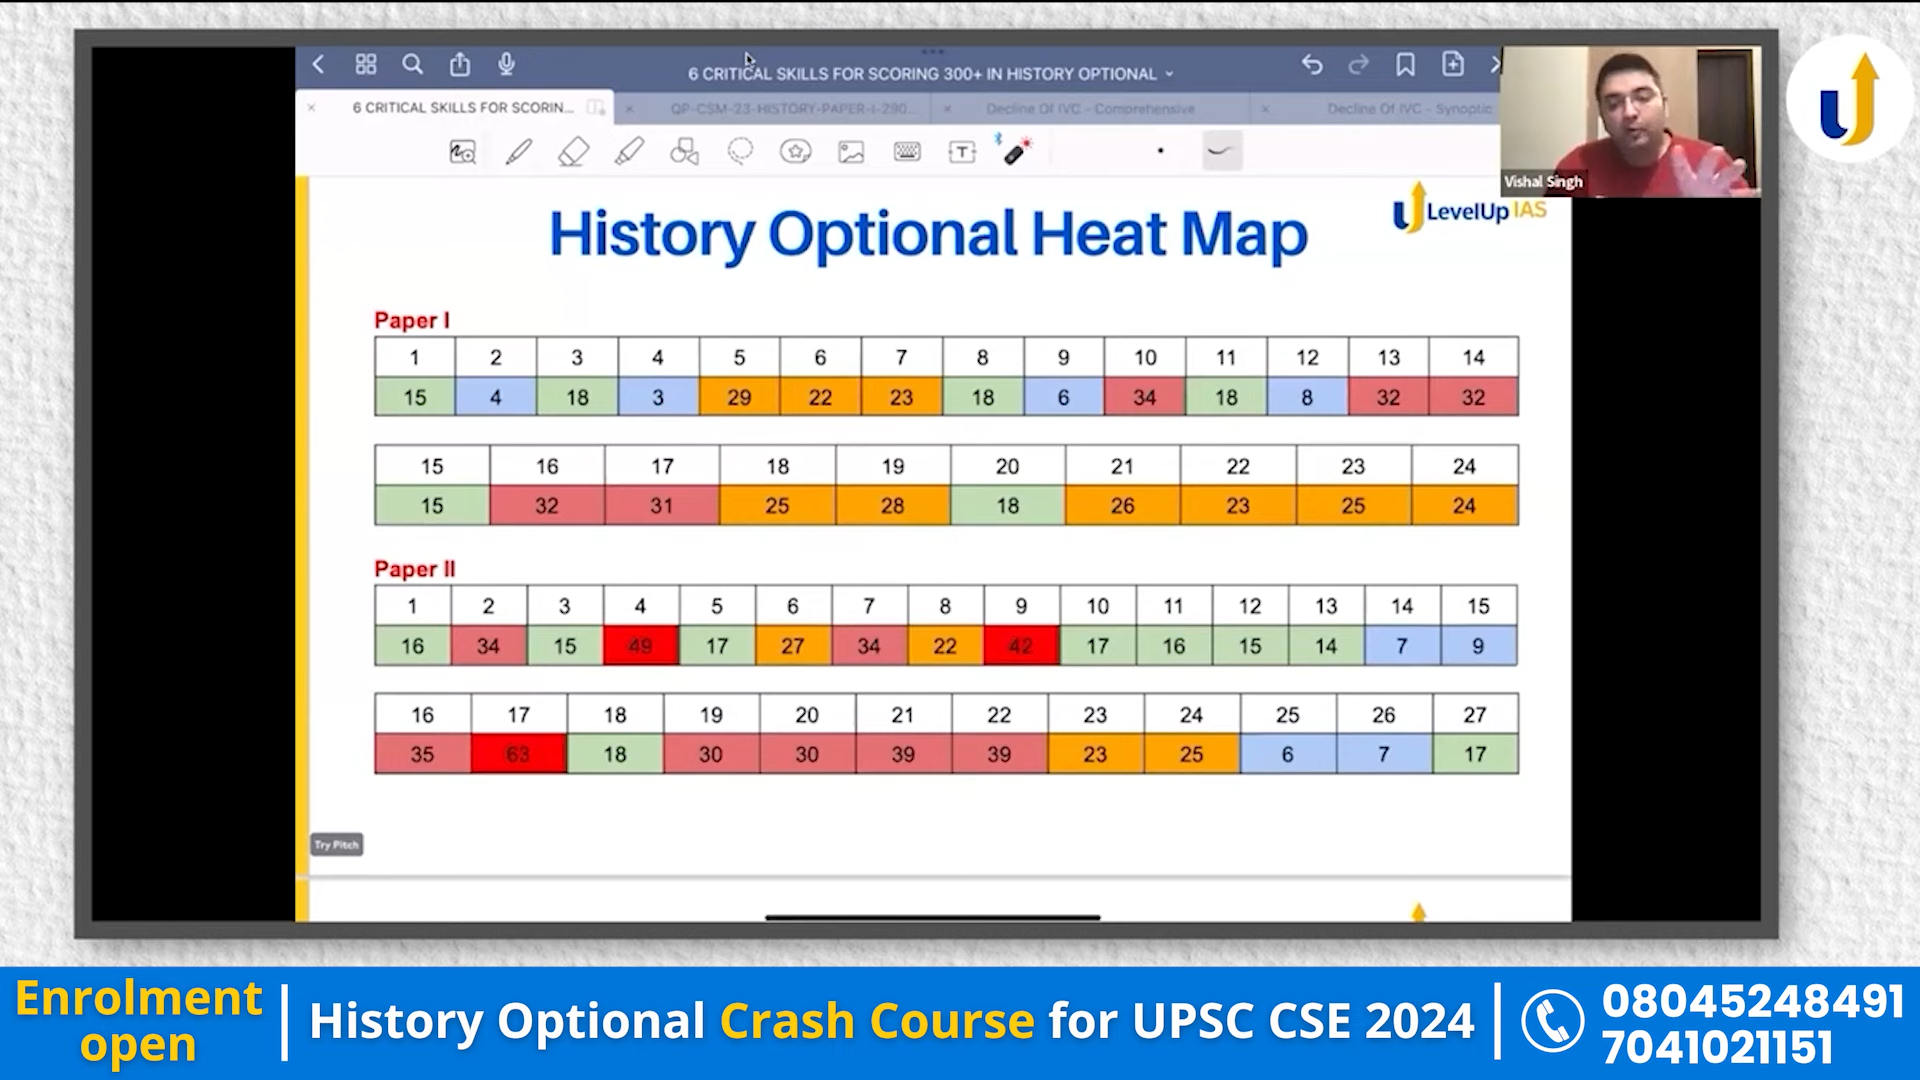 6 CRITICAL SKILLS FOR SCORING 300+ IN HISTORY OPTIONAL
6 CRITICAL SKILLS FOR SCORIN...
QP-CSM-23-HISTORY-PAPER-I-290...
Decline Of IVC - Comprehensive
Decline Of IVC - Synoptic
Vishal Singh
LevelUp IAS
History Optional Heat Map
Paper I
1 2 3 4 5 6 7 8 9 10 11 12 13 14
15 4 18 3 29 22 23 18 6 34 18 8 32 32
15 16 17 18 19 20 21 22 23 24
15 32 31 25 28 18 26 23 25 24
Paper II
1 2 3 4 5 6 7 8 9 10 11 12 13 14 15
16 34 15 49 17 27 34 22 42 17 16 15 14 7 9
16 17 18 19 20 21 22 23 24 25 26 27
35 63 18 30 30 39 39 23 25 6 7 17
Try Pitch
Enrolment
open
History Optional Crash Course for UPSC CSE 2024
08045248491
7041021151